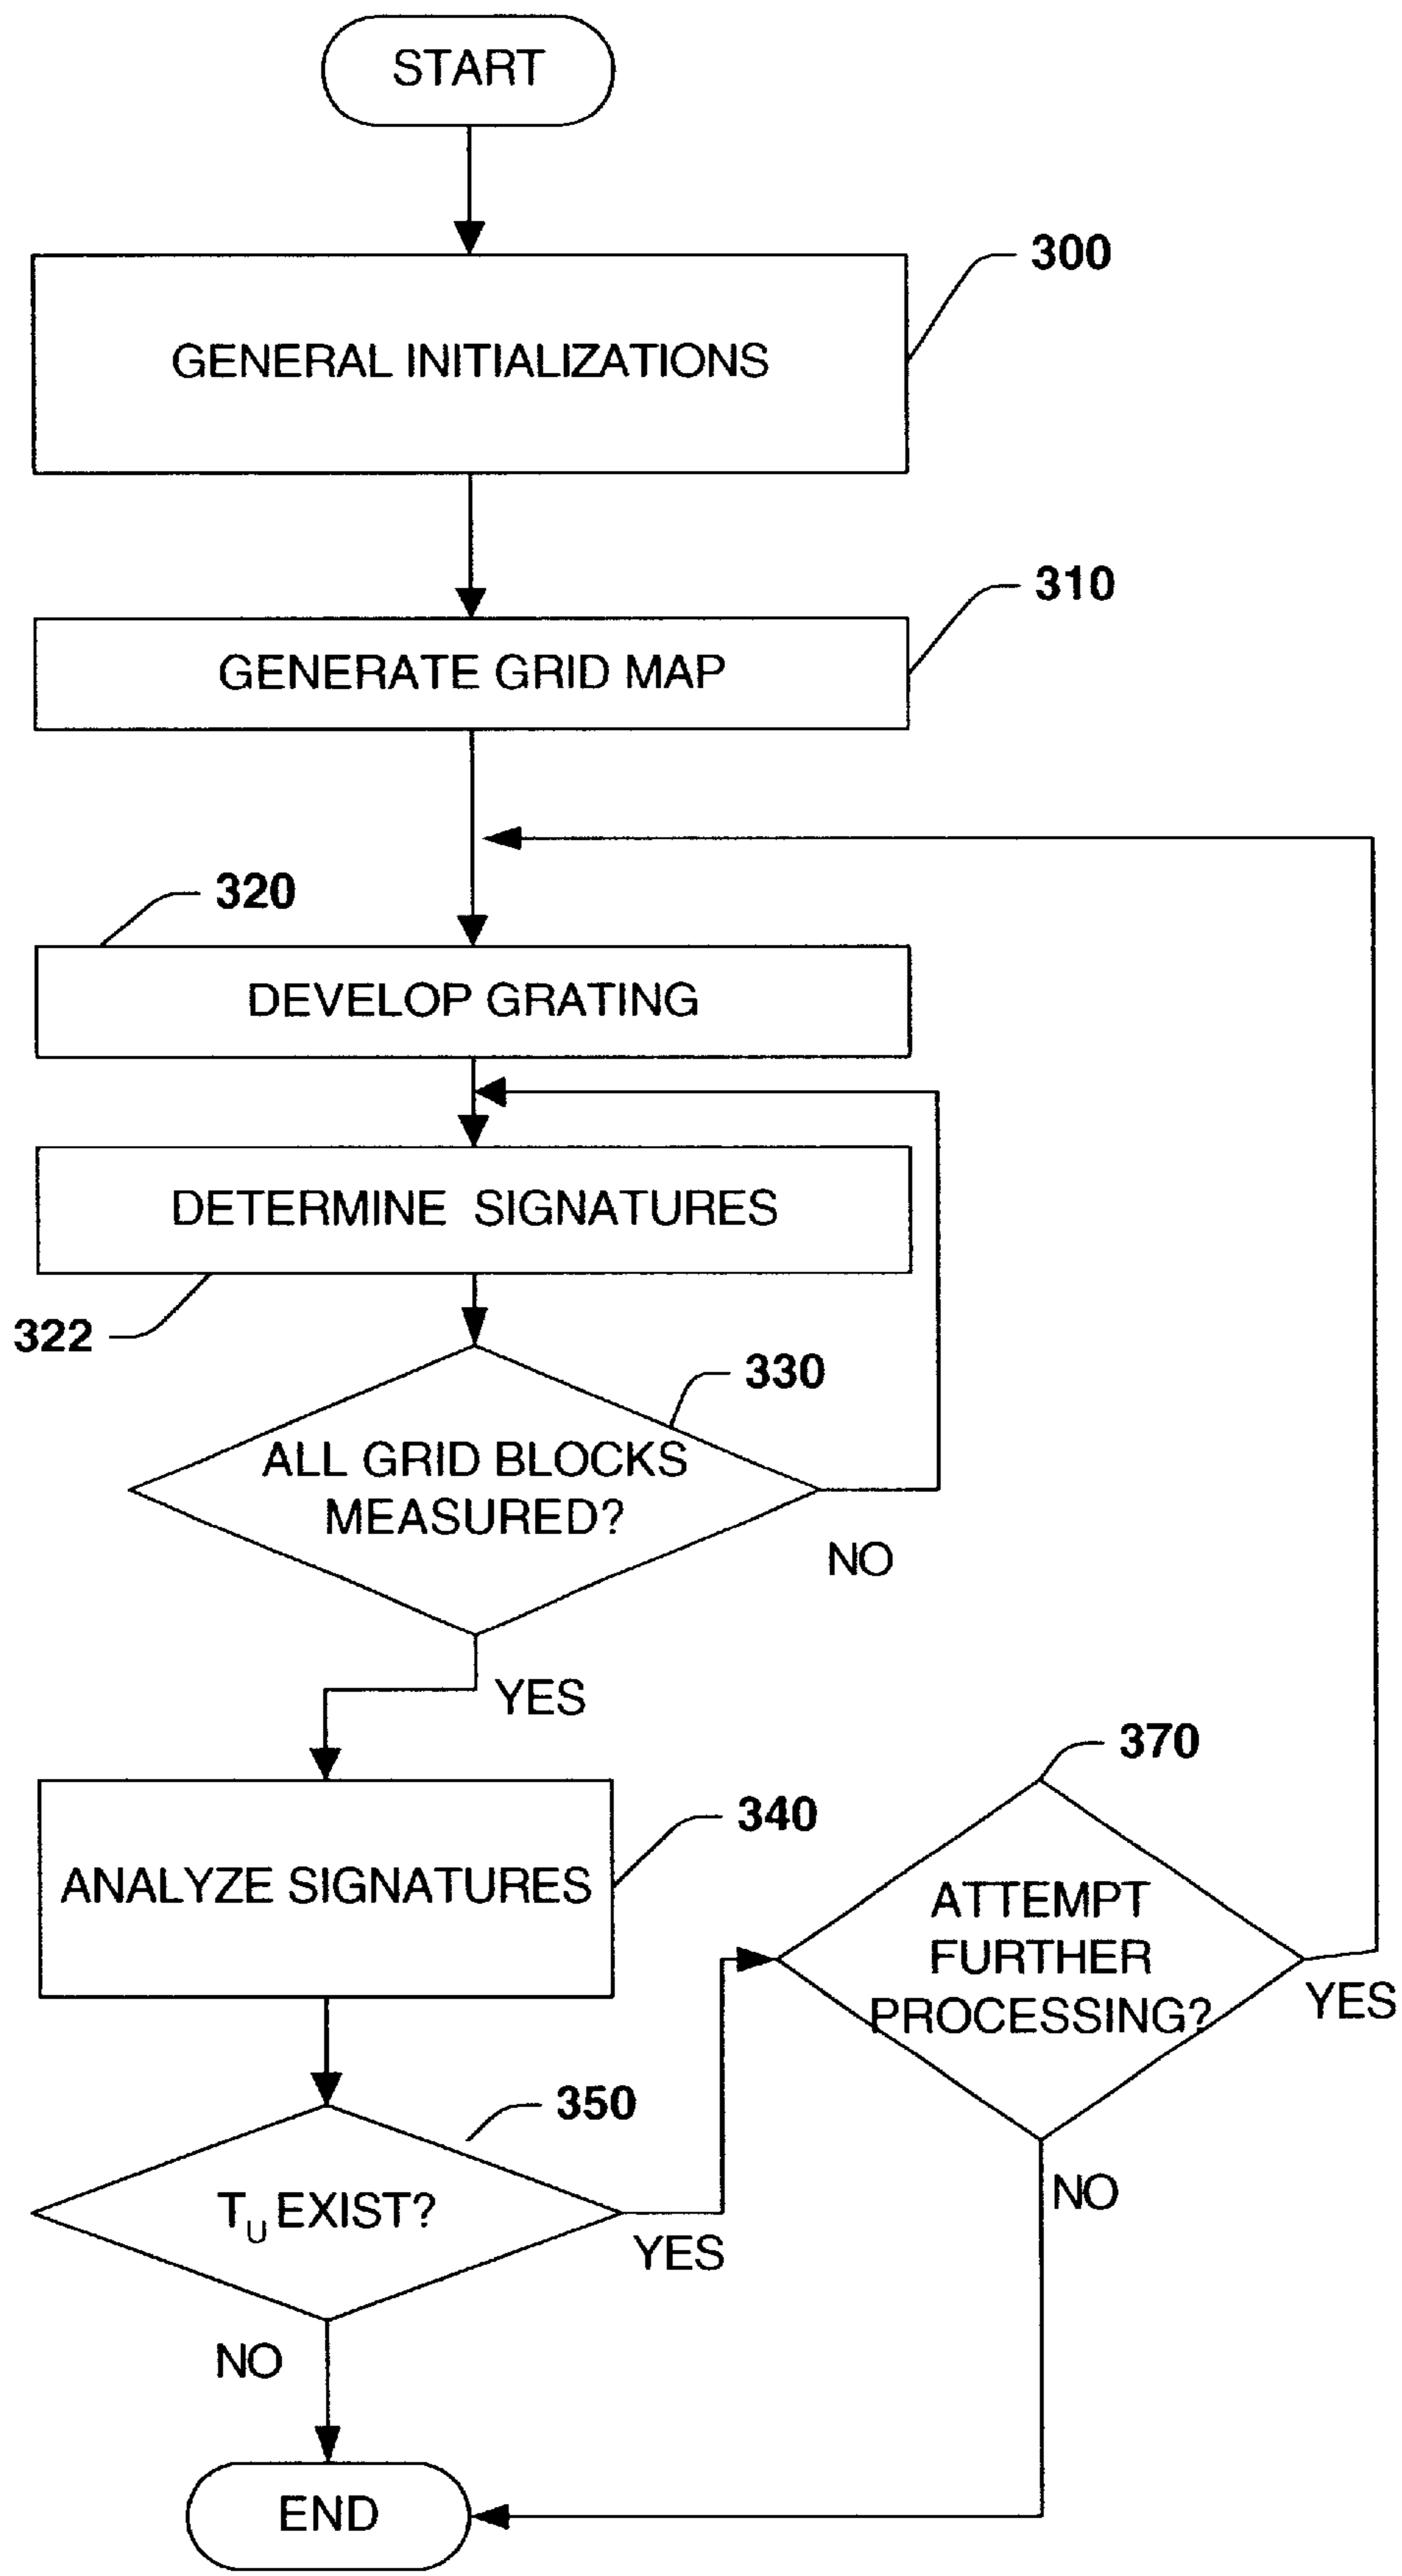 START
300
GENERAL INITIALIZATIONS
310
GENERATE GRID MAP
320
DEVELOP GRATING
DETERMINE SIGNATURES
322
330
ALL GRID BLOCKS
MEASURED?
NO
YES
370
340
ANALYZE SIGNATURES
ATTEMPT
FURTHER
PROCESSING?
YES
350
TU EXIST?
YES
NO
NO
END